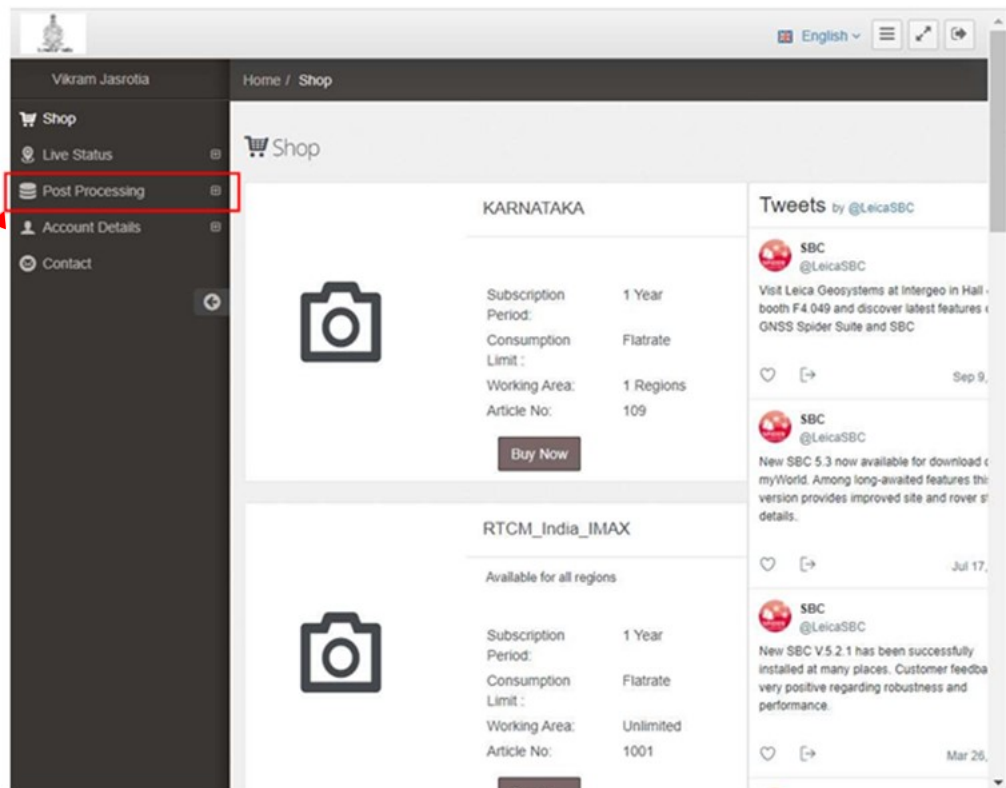 English
Vikram Jasrotia
Home / Shop
Shop
Live Status
Post Processing
Account Details
Contact
Shop
KARNATAKA
Subscription Period: 1 Year
Consumption Limit : Flatrate
Working Area: 1 Regions
Article No: 109
Buy Now
RTCM_India_IMAX
Available for all regions
Subscription Period: 1 Year
Consumption Limit : Flatrate
Working Area: Unlimited
Article No: 1001
Tweets by @LeicaSBC
SBC
@LeicaSBC
Visit Leica Geosystems at Intergeo in Hall
booth F4.049 and discover latest features
GNSS Spider Suite and SBC
Sep 9,
SBC
@LeicaSBC
New SBC 5.3 now available for download
myWorld. Among long-awaited features
version provides improved site and rover
details.
Jul 17,
SBC
@LeicaSBC
New SBC V.5.2.1 has been successfully
installed at many places. Customer
very positive regarding robustness and
performance.
Mar 26,